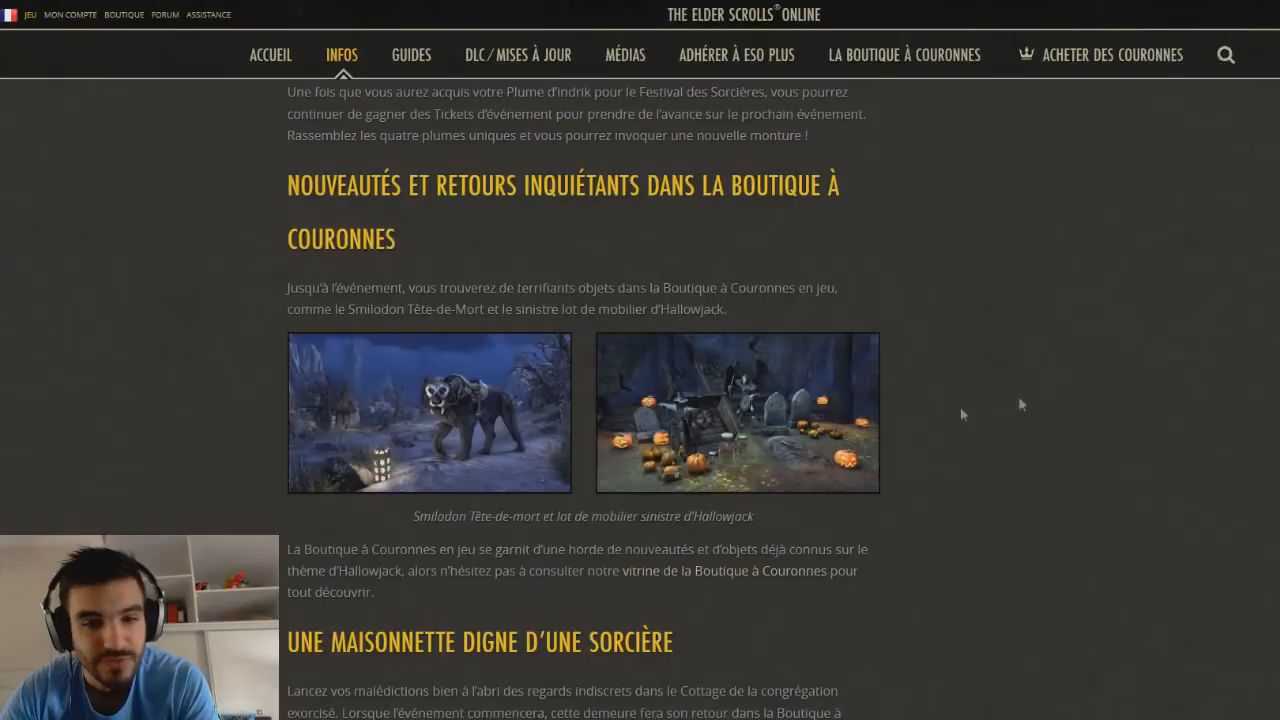 JEU MON COMPTE BOUTIQUE FORUM ASSISTANCE
THE ELDER SCROLLS® ONLINE
ACCUEIL INFOS GUIDES DLC / MISES À JOUR MÉDIAS ADHÉRER À ESO PLUS LA BOUTIQUE À COURONNES ACHETER DES COURONNES
Une fois que vous aurez acquis votre Plume d'indrik pour le Festival des Sorcières, vous pourrez
continuer de gagner des Tickets d'événement pour prendre de l'avance sur le prochain événement.
Rassemblez les quatre plumes uniques et vous pourrez invoquer une nouvelle monture !
NOUVEAUTÉS ET RETOURS INQUIÉTANTS DANS LA BOUTIQUE À
COURONNES
Jusqu'à l'événement, vous trouverez de terrifiants objets dans la Boutique à Couronnes en jeu,
comme le Smilodon Tête-de-Mort et le sinistre lot de mobilier d'Hallowjack.
Smilodon Tête-de-mort et lot de mobilier sinistre d'Hallowjack
La Boutique à Couronnes en jeu se garnit d'une horde de nouveautés et d'objets déjà connus sur le
thème d'Hallowjack, alors n'hésitez pas à consulter notre vitrine de la Boutique à Couronnes pour
tout découvrir.
UNE MAISONNETTE DIGNE D'UNE SORCIÈRE
Lancez vos malédictions bien à l'abri des regards indiscrets dans le Cottage de la congrégation
exorcisé. Lorsque l'événement commencera, cette demeure fera son retour dans la Boutique à